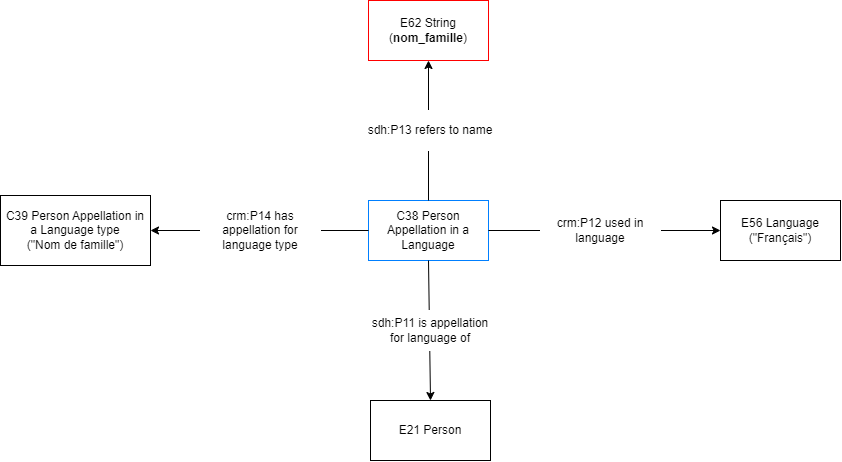 E62 String
(nom_famille)
sdh:P13 refers to name
C39 Person Appellation in
a Language type
("Nom de famille")
crm:P14 has
appellation for
language type
C38 Person
Appellation in a
Language
crm:P12 used in
language
E56 Language
("Français")
sdh:P11 is appellation
for language of
E21 Person